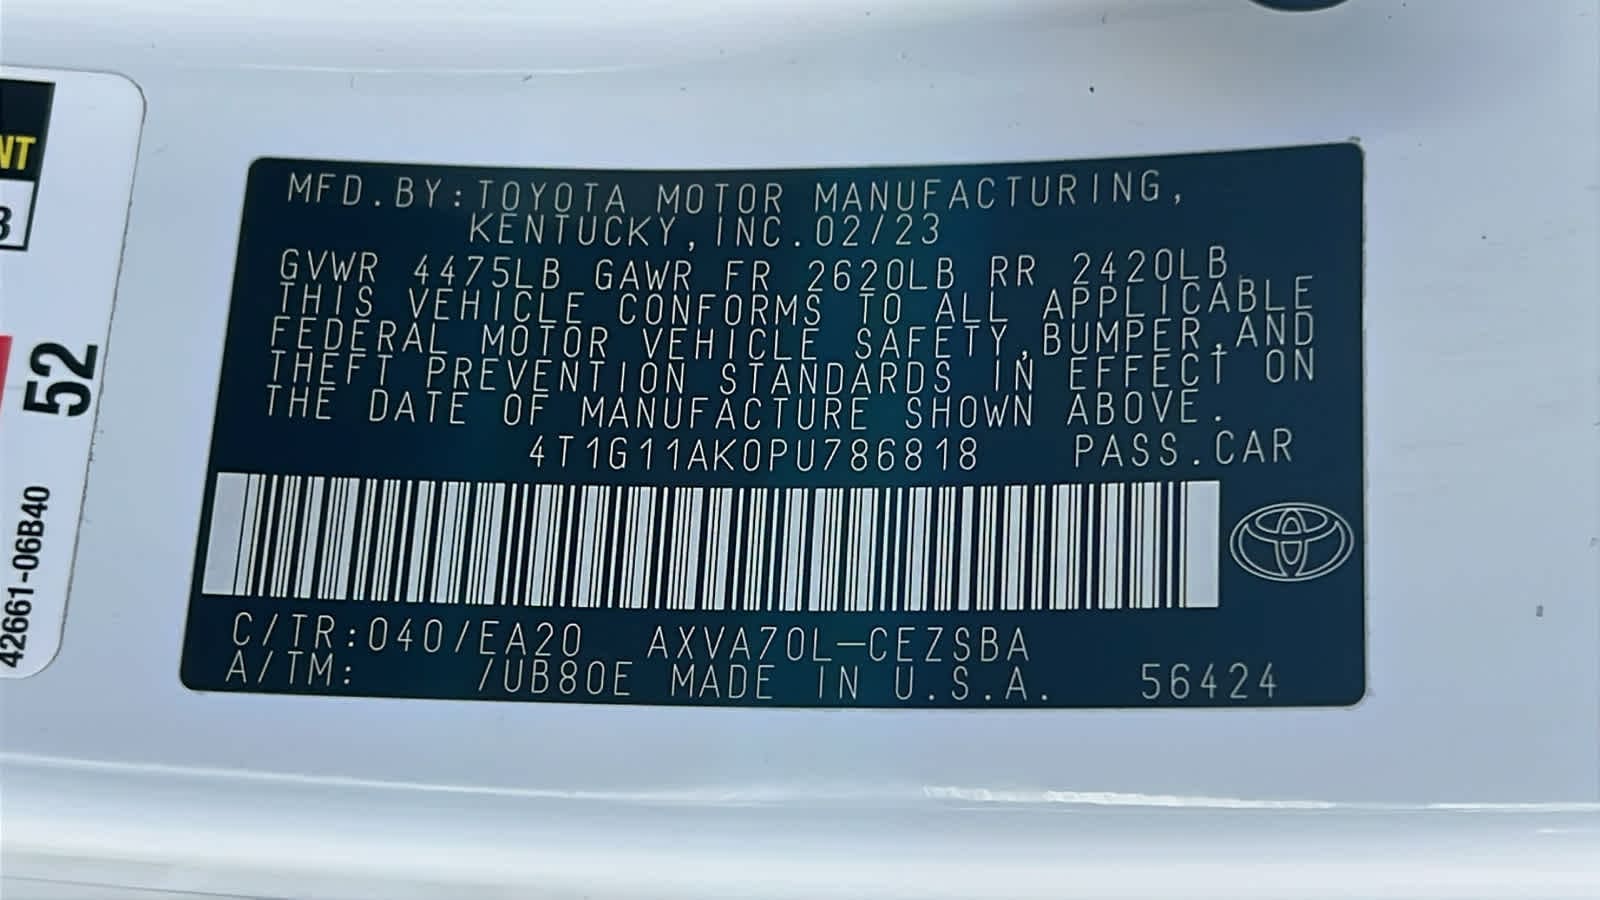 NT
3
52
42661-06B40
MFD.BY:TOYOTA MOTOR MANUFACTURING,
KENTUCKY,INC.02/23
GVWR 4475LB GAWR FR 2620LB RR 2420LB
THIS VEHICLE CONFORMS TO ALL APPLICABLE
FEDERAL MOTOR VEHICLE SAFETY,BUMPER,AND
THEFT PREVENTION STANDARDS IN EFFECT ON
THE DATE OF MANUFACTURE SHOWN ABOVE.
4T1G11AK0PU786818 PASS.CAR
C/TR:040/EA20 AXVA70L-CEZSBA
A/TM: /UB80E MADE IN U.S.A. 56424